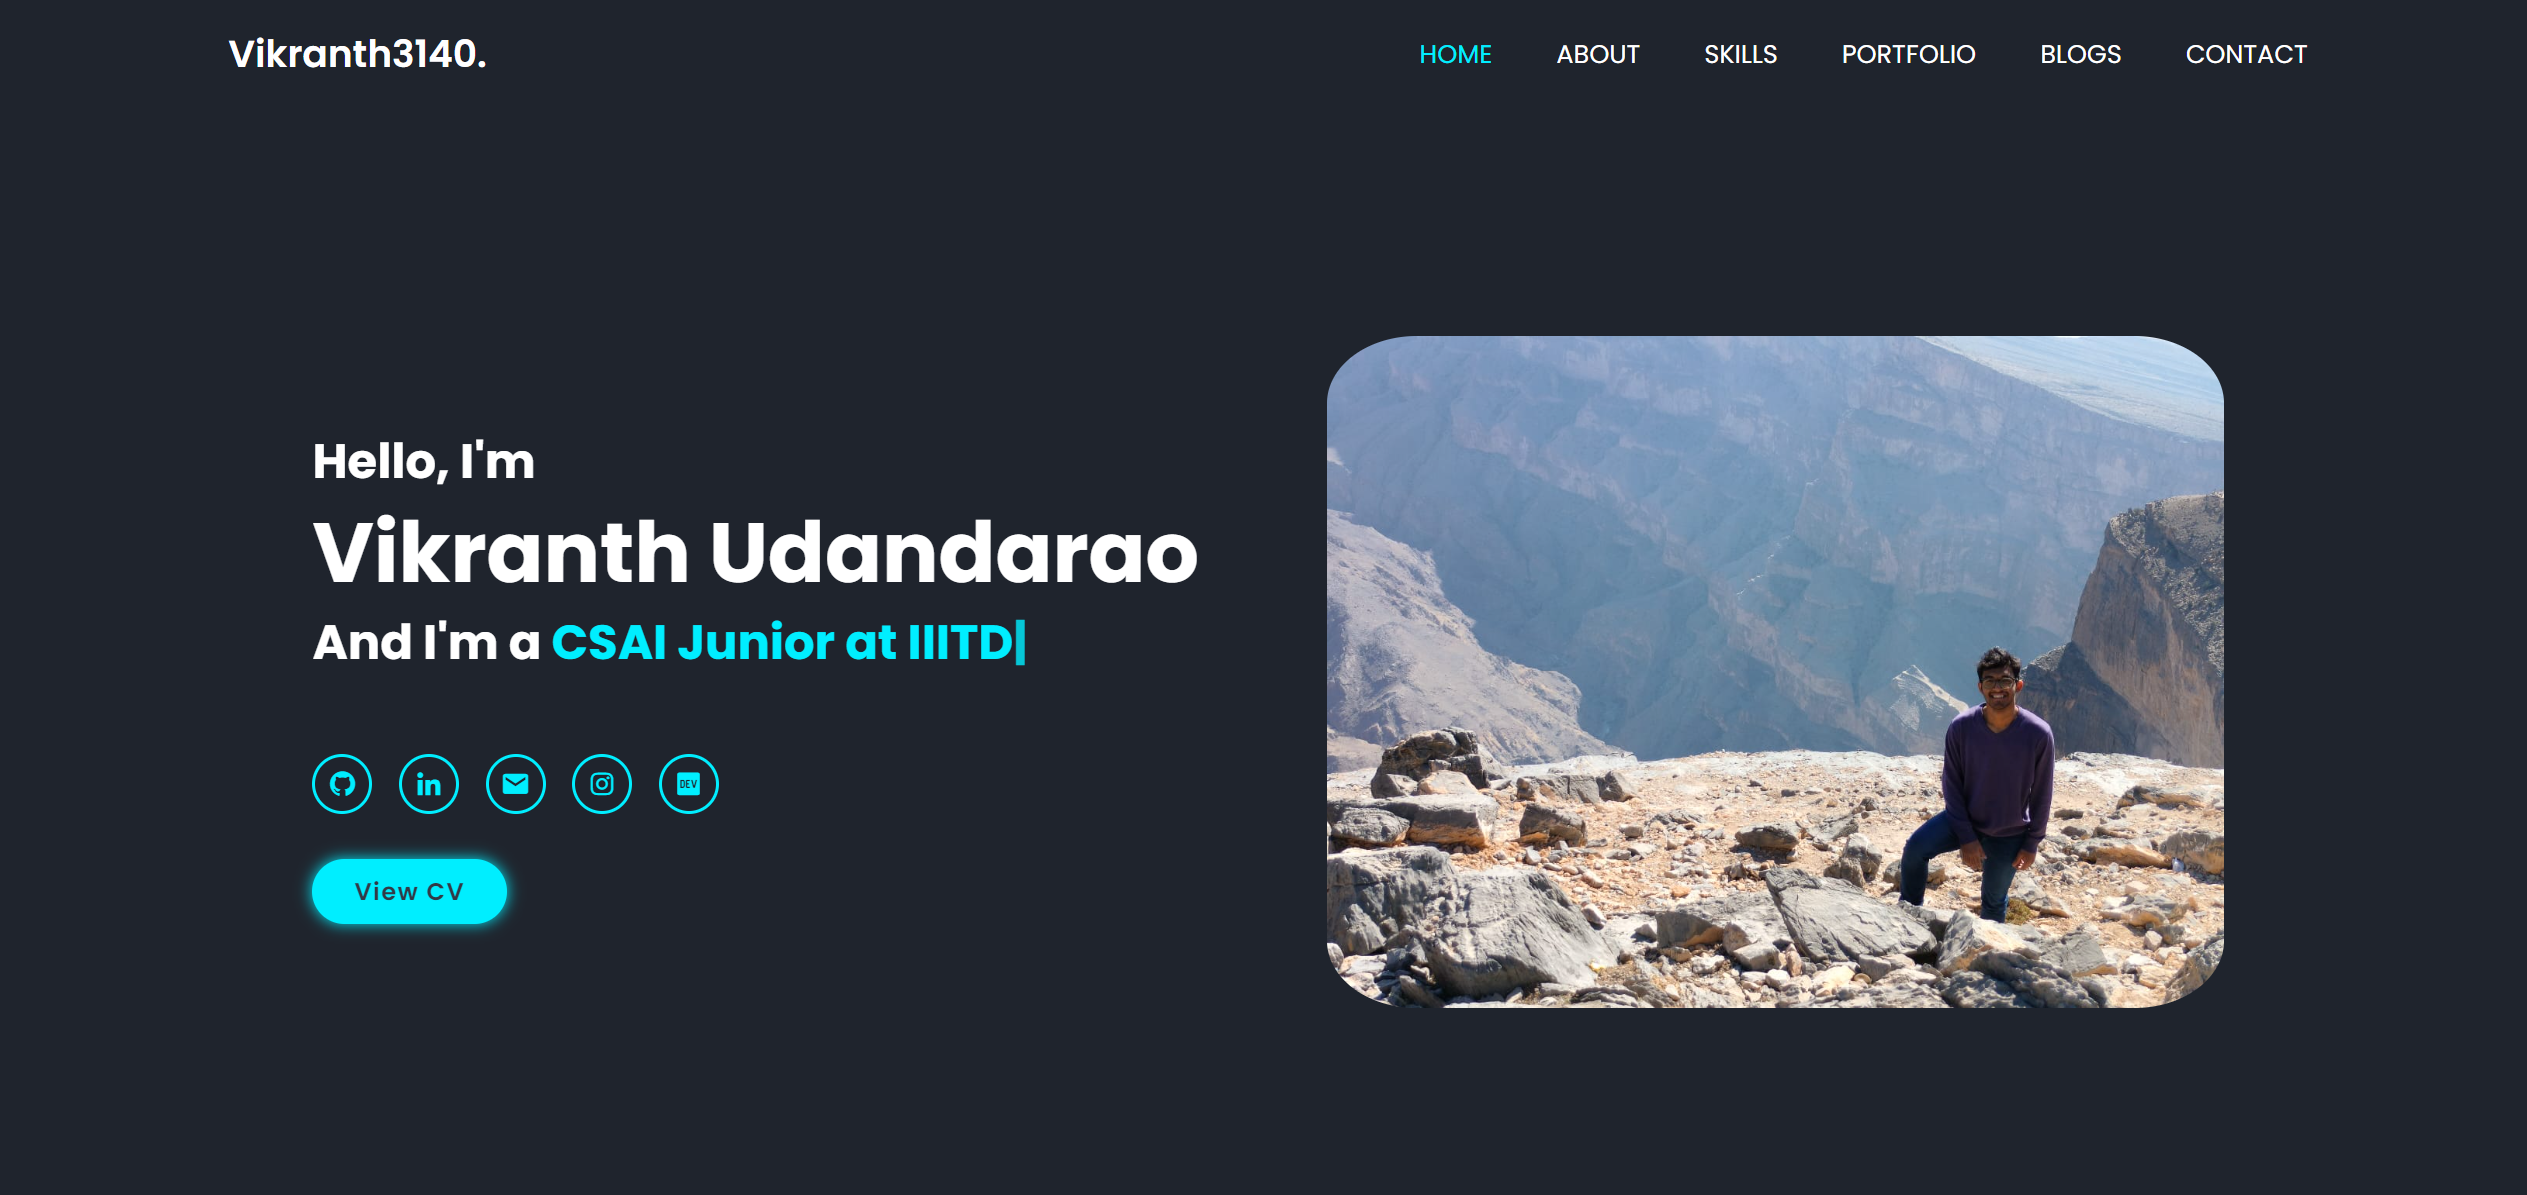 Vikranth3140.
HOME ABOUT SKILLS PORTFOLIO BLOGS CONTACT
Hello, I'm
Vikranth Udandarao
And I'm a CSAI Junior at IIITD|
in
DEV
View CV